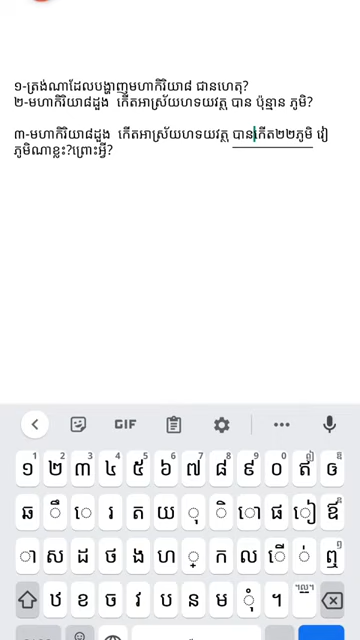 ១-ត្រង់ណាដែលបង្ហាញមហាកិរិយា៨ ជានហេតុ?
២-មហាកិរិយា៨ដួង កើតអាស្រ័យហទយវត្ថុ បាន ប៉ុន្មាន ភូមិ?
៣-មហាកិរិយា៨ដួង កើតអាស្រ័យហទយវត្ថុ បានកើត២២ភូមិ វៀ
ភូមិណាខ្លះ?ព្រោះអ្វី?
GIF
១ ២ ៣ ៤ ៥ ៦ ៧ ៨ ៩ ០ ឥ ឲ
ឆ ឹ េ រ ត យ ុ ិ ោ ផ ៀ ឪ
ា ស ដ ថ ង ហ ្ ក ល ើ ់ ឮ
ឋ ខ ច វ ប ន ម ុំ ។